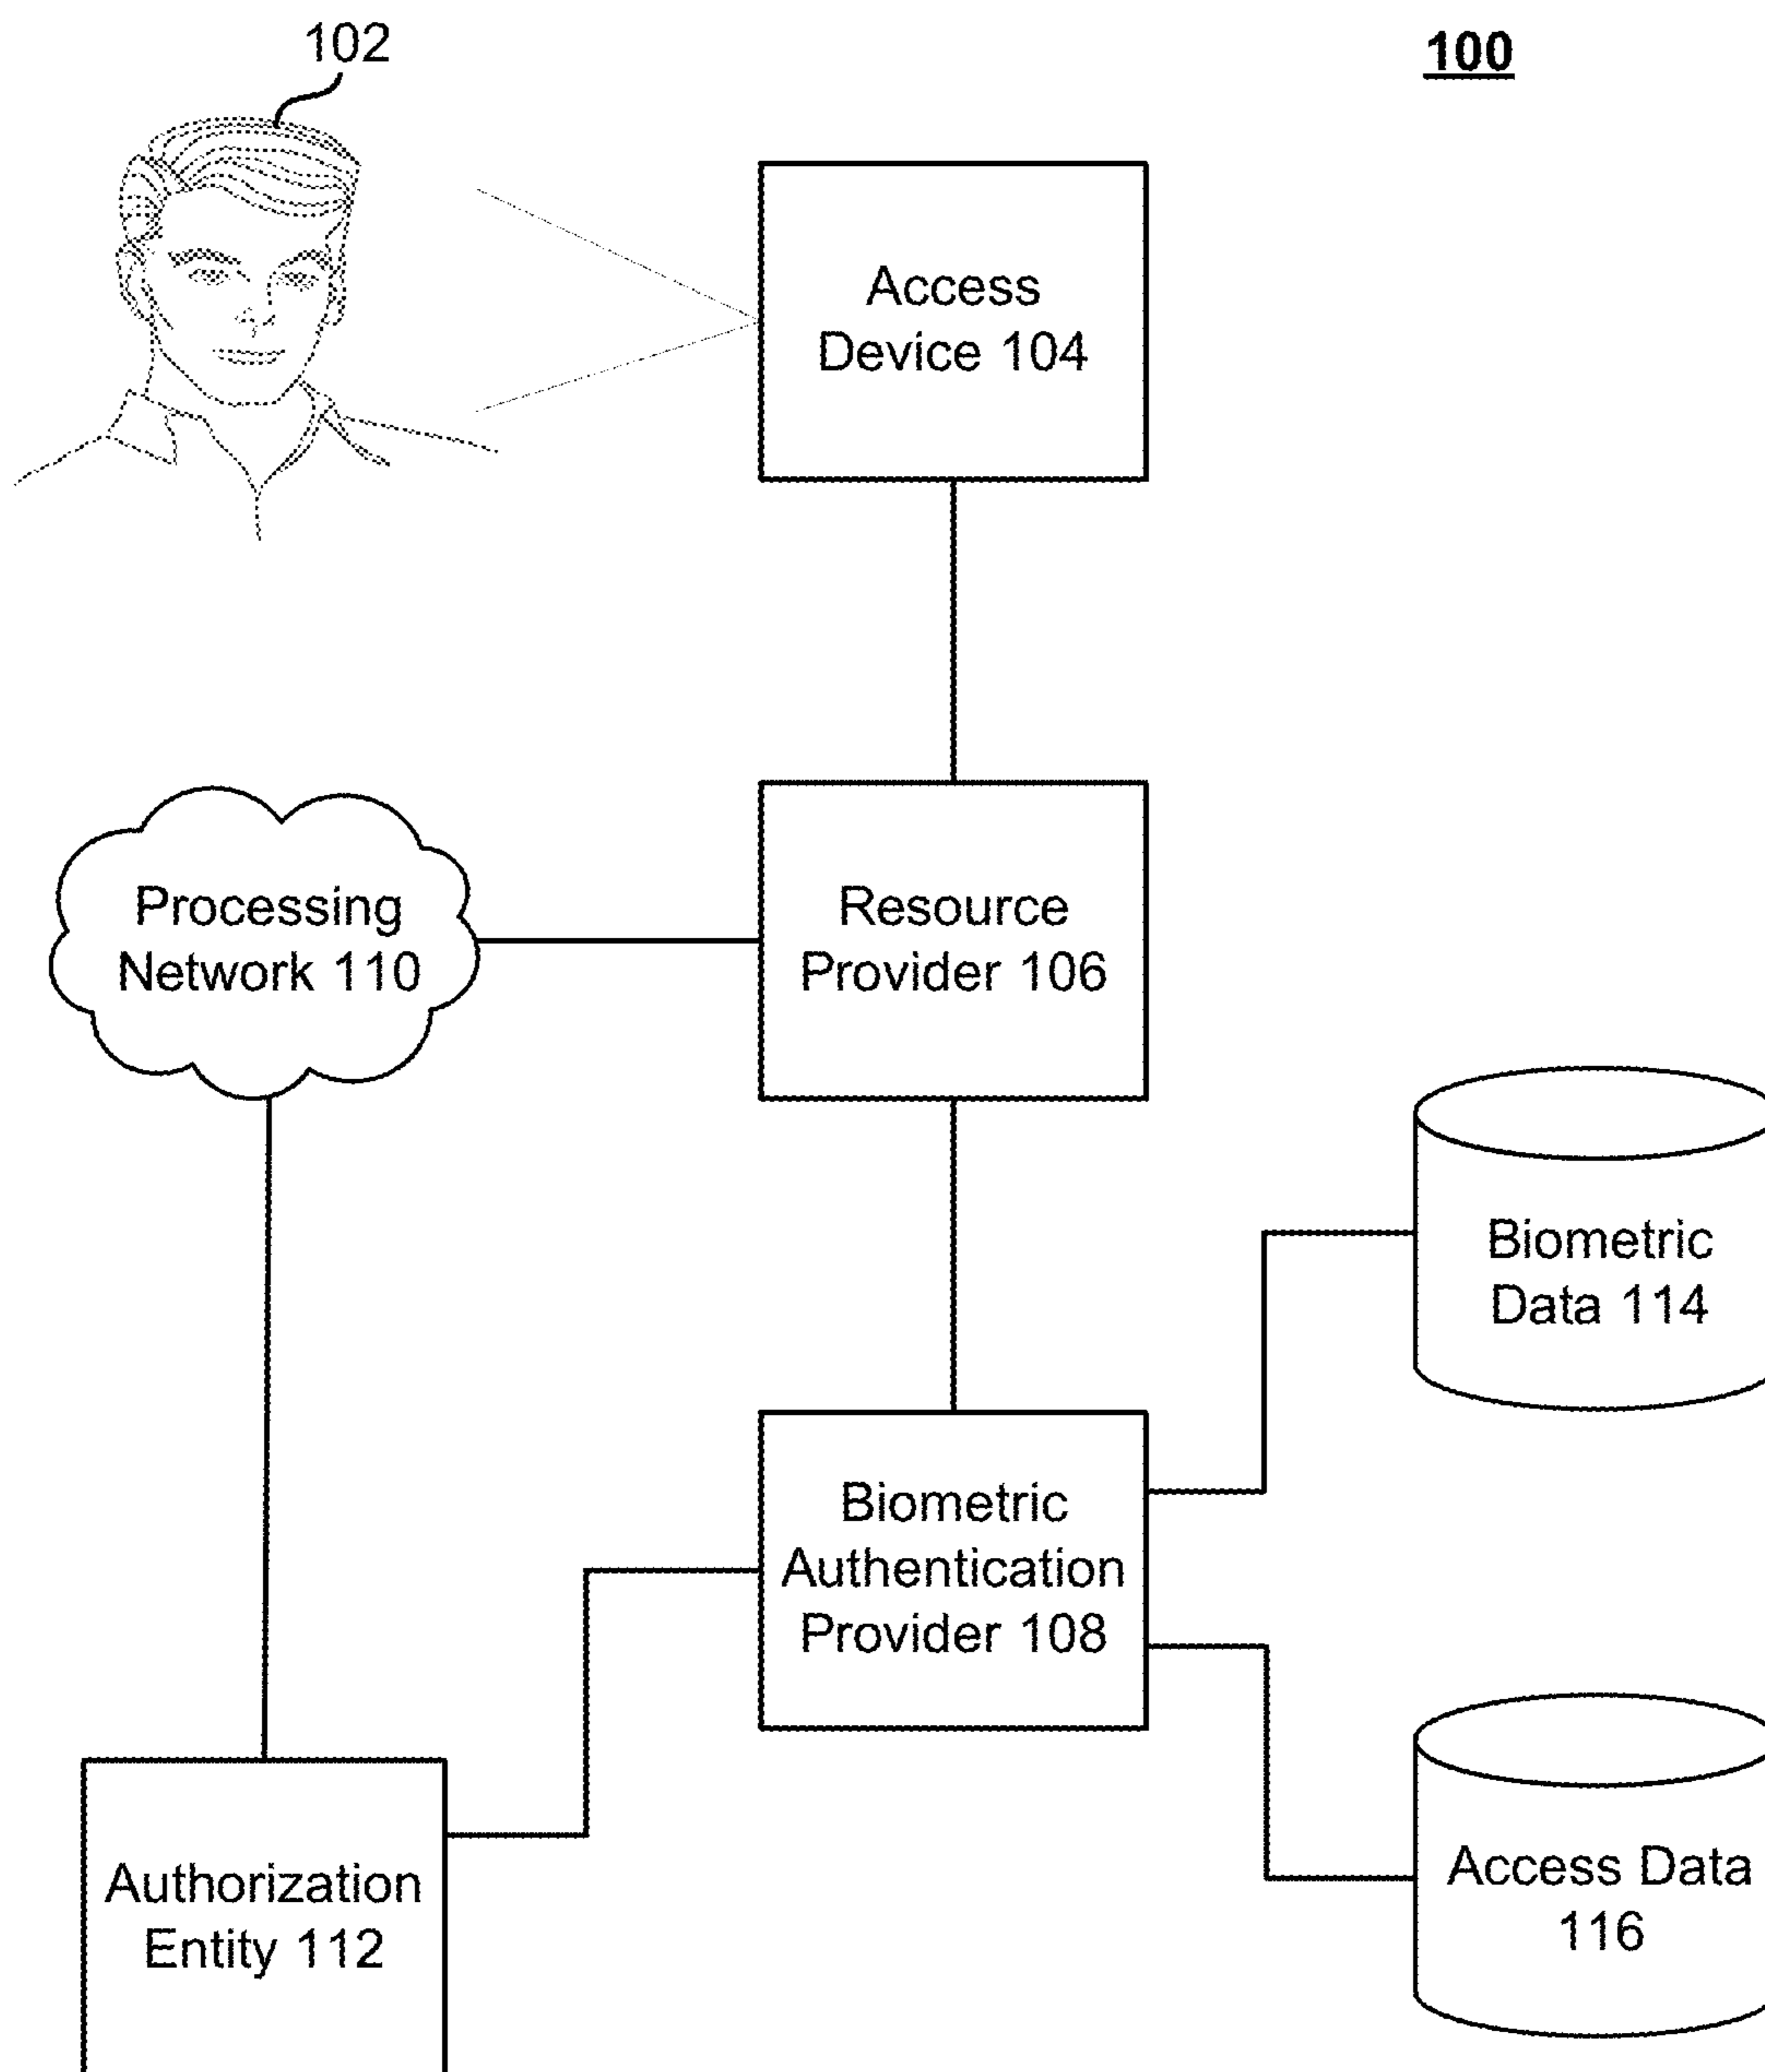 102
100
Access
Device 104
Processing
Network 110
Resource
Provider 106
Biometric
Data 114
Biometric
Authentication
Provider 108
Authorization
Entity 112
Access Data
116